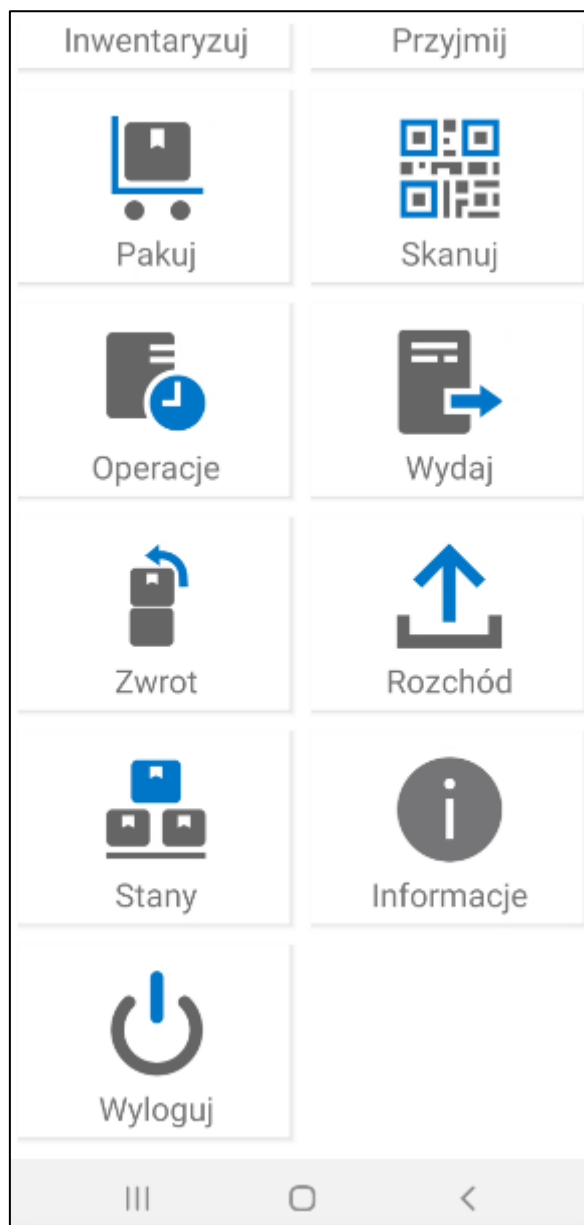 Inwentaryzuj Przyjmij
Pakuj Skanuj
Operacje Wydaj
Zwrot Rozchód
Stany Informacje
Wyloguj